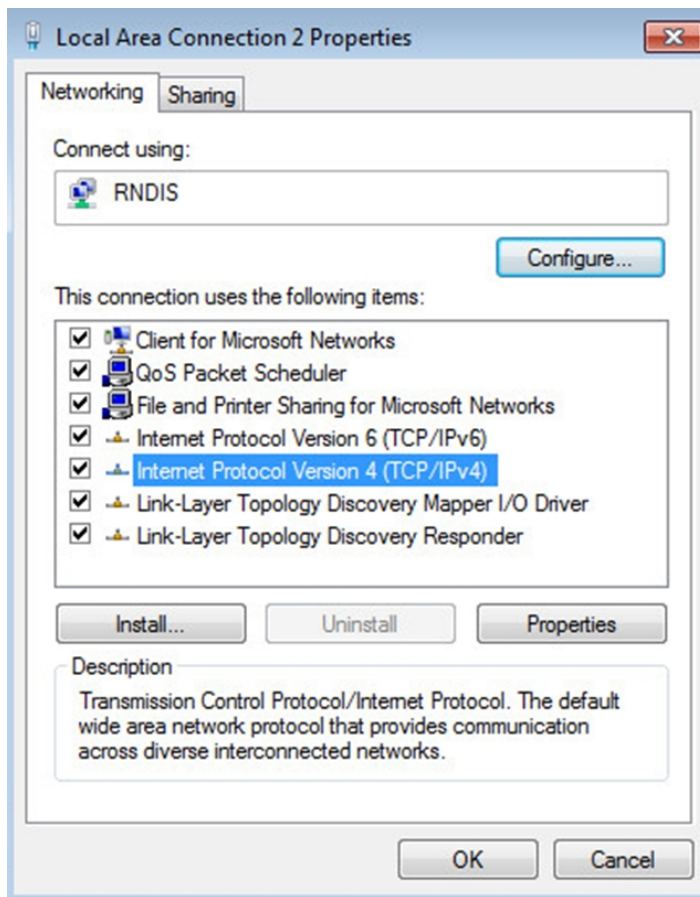 Local Area Connection 2 Properties
Networking
Sharing
Connect using:
RNDIS
Configure...
This connection uses the following items:
Client for Microsoft Networks
QoS Packet Scheduler
File and Printer Sharing for Microsoft Networks
Internet Protocol Version 6 (TCP/IPv6)
Internet Protocol Version 4 (TCP/IPv4)
Link-Layer Topology Discovery Mapper I/O Driver
Link-Layer Topology Discovery Responder
Install...
Uninstall
Properties
Description
Transmission Control Protocol/Internet Protocol. The default
wide area network protocol that provides communication
across diverse interconnected networks.
OK
Cancel